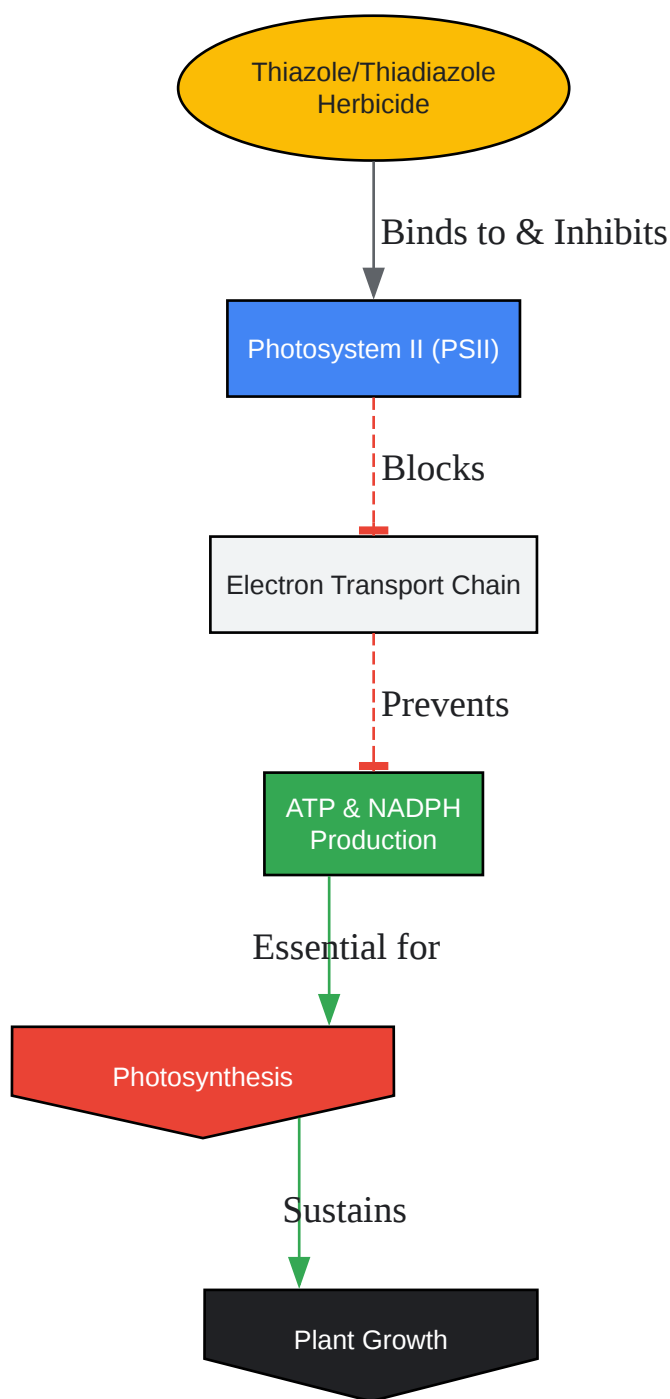 Thiazole/Thiadiazole
Herbicide
Binds to & Inhibits
Photosystem II (PSII)
Blocks
Electron Transport Chain
Prevents
ATP & NADPH
Production
Essential for
Photosynthesis
Sustains
Plant Growth